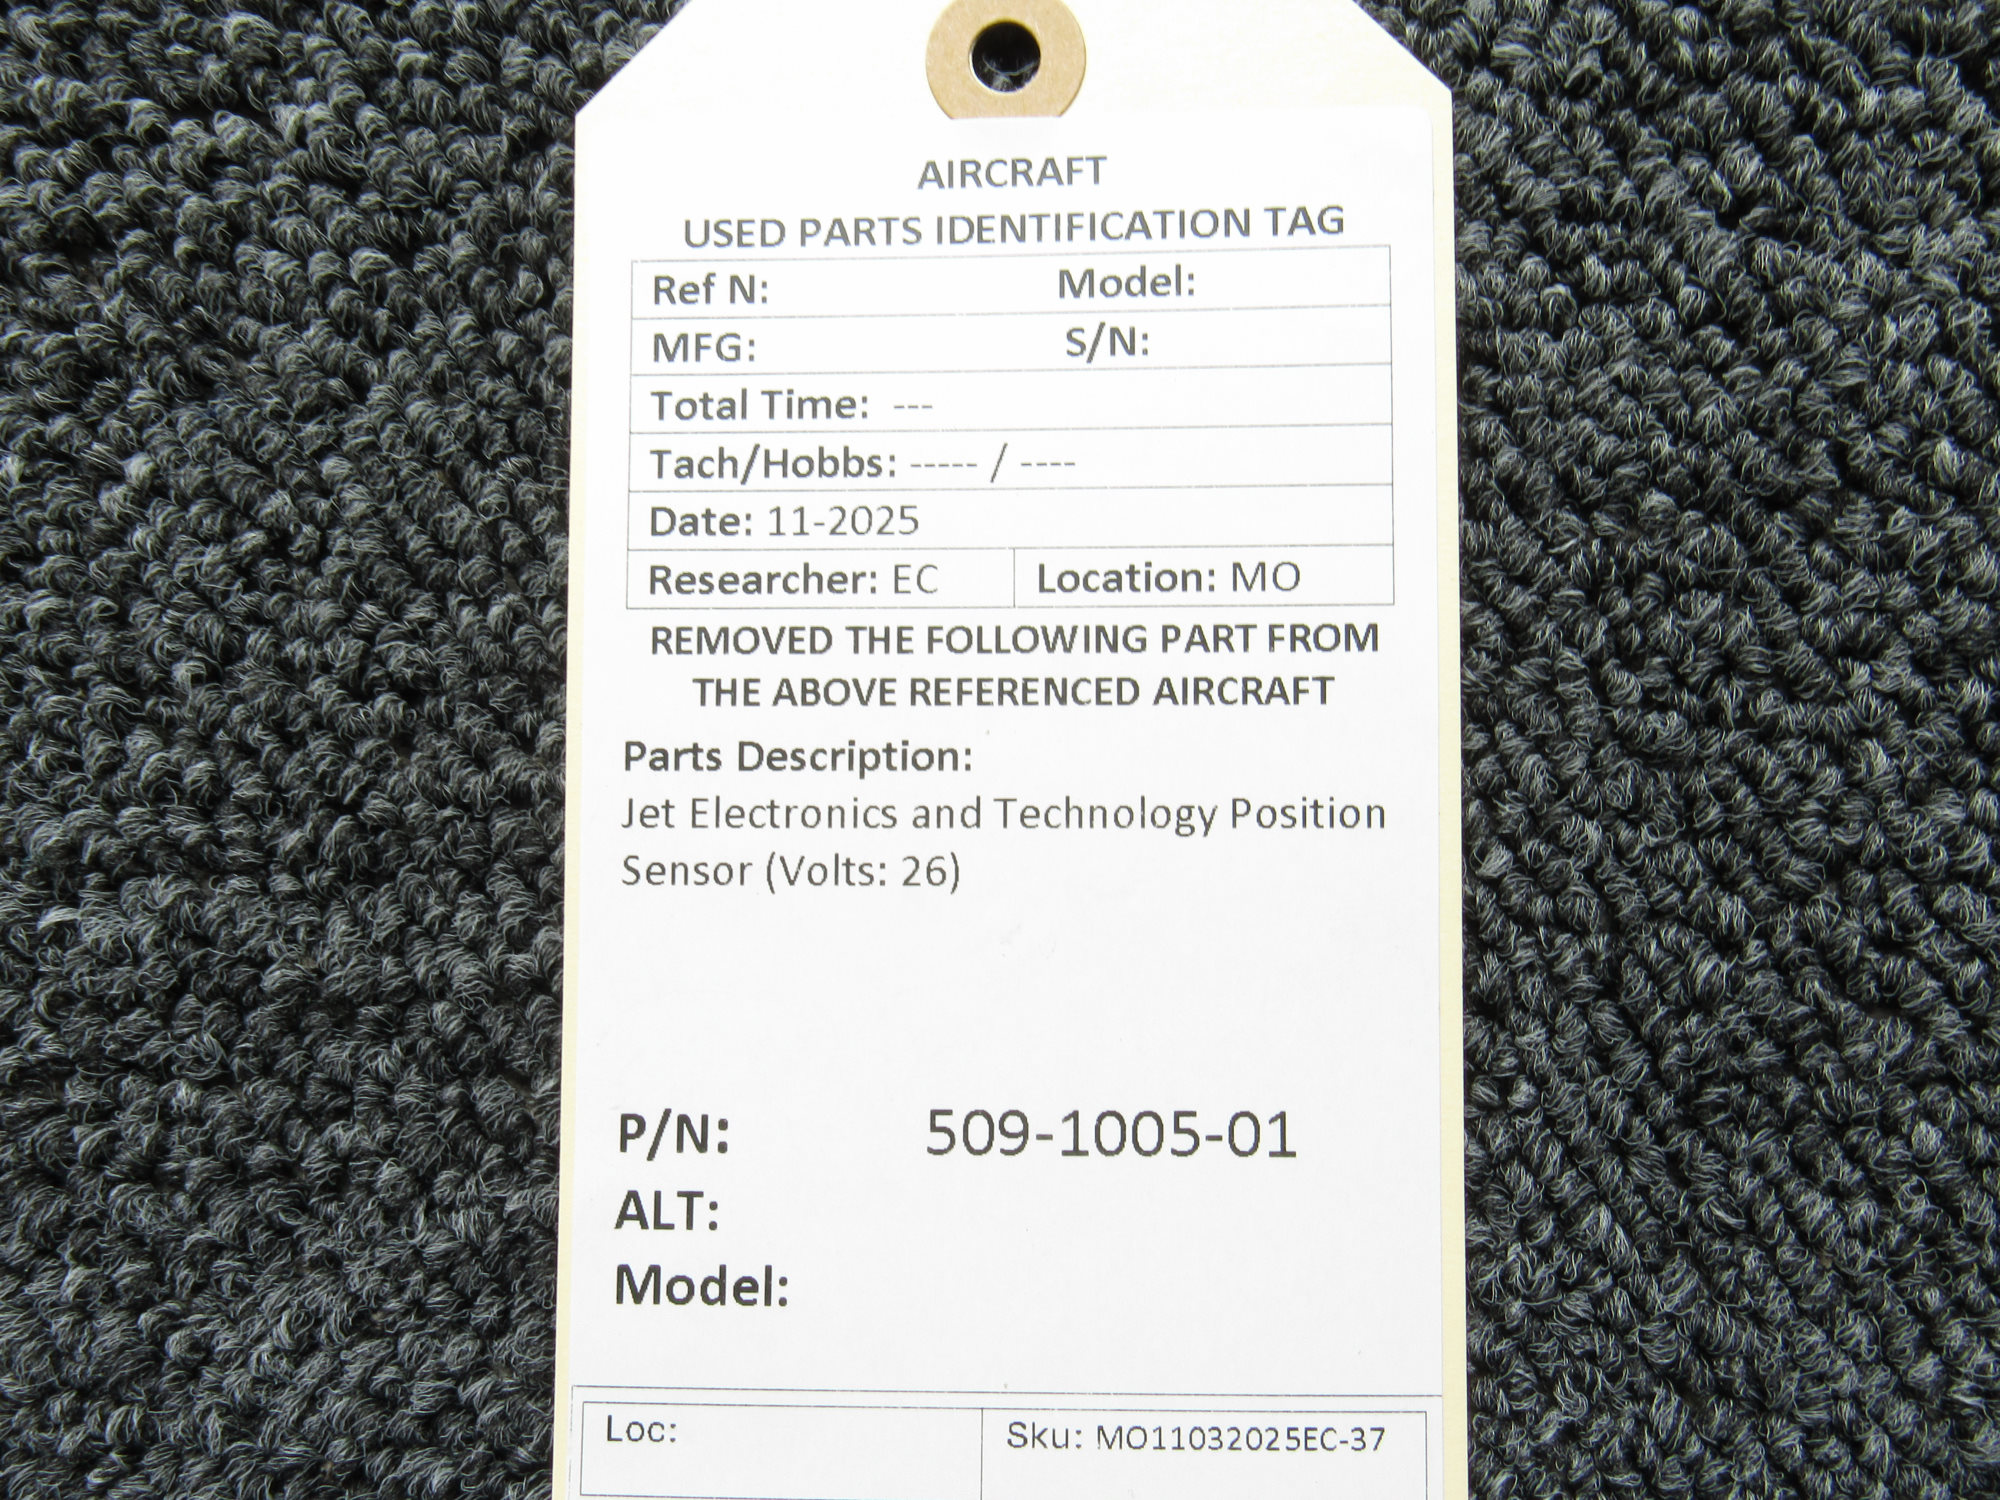 AIRCRAFT
USED PARTS IDENTIFICATION TAG
Ref N: Model:
MFG: S/N:
Total Time: ---
Tach/Hobbs: ----- / ----
Date: 11-2025
Researcher: EC Location: MO
REMOVED THE FOLLOWING PART FROM
THE ABOVE REFERENCED AIRCRAFT
Parts Description:
Jet Electronics and Technology Position
Sensor (Volts: 26)
P/N: 509-1005-01
ALT:
Model:
Loc: Sku: MO11032025EC-37